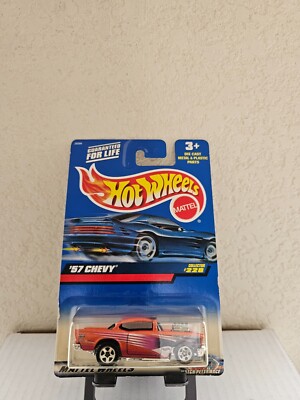 GUARANTEED
FOR LIFE
3+
DIE CAST
METAL & PLASTIC
PARTS
HOT WHEELS
MATTEL
'57 CHEVY
COLLECTOR
#228
MATTEL WHEELS